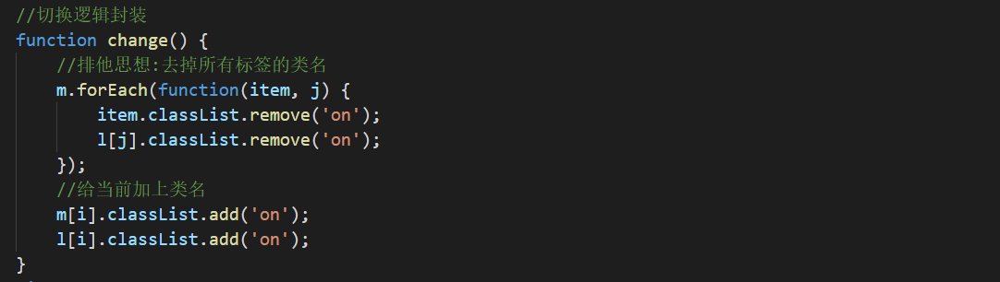 //切换逻辑封装
function change() {
    //排他思想:去掉所有标签的类名
    m.forEach(function(item, j) {
        item.classList.remove('on');
        l[j].classList.remove('on');
    });
    //给当前加上类名
    m[i].classList.add('on');
    l[i].classList.add('on');
}